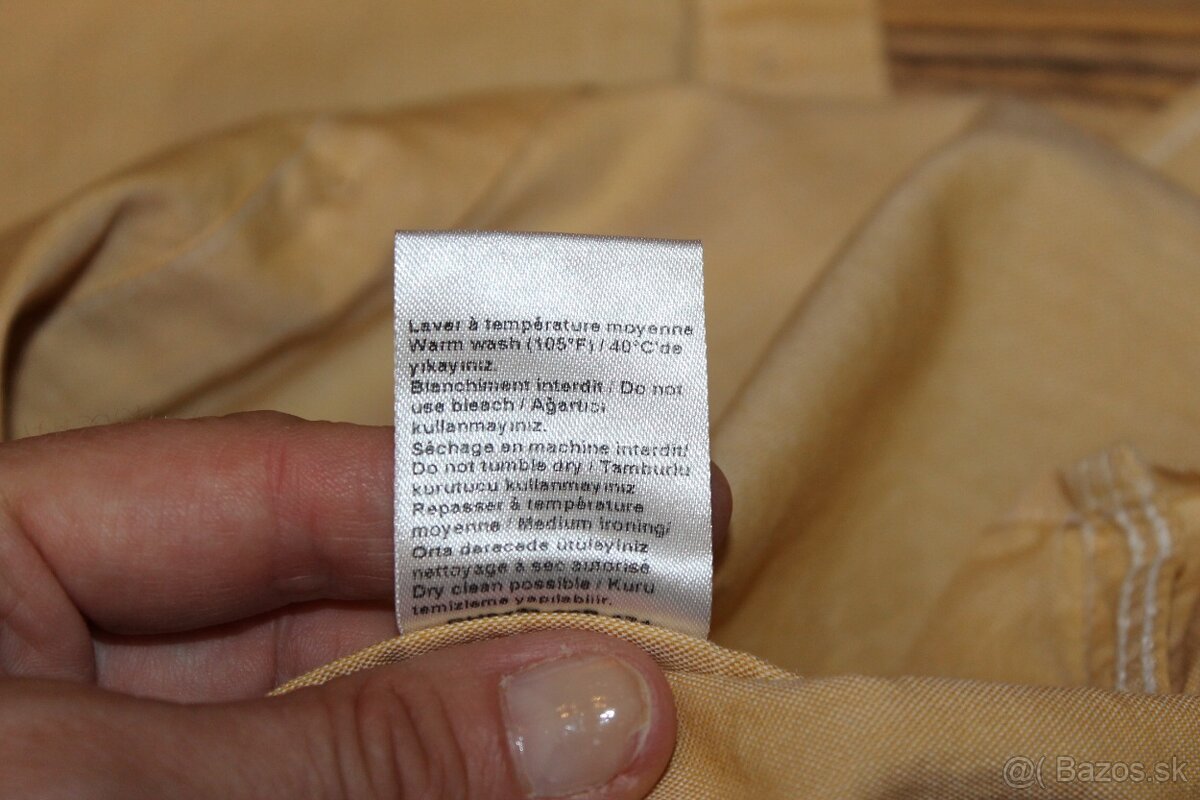 Laver à température moyenne
Warm wash (105°F) / 40°C'de
yıkayınız.
Blanchiment interdit / Do not
use bleach / Ağartıcı
kullanmayınız.
Séchage en machine interdit/
Do not tumble dry / Tamburlu
kurutucu kullanmayınız
Repasser à température
moyenne / Medium ironing/
Orta derecede ütüleyiniz
nettoyage à sec autorisé
Dry clean possible / Kuru
temizleme yapılabilir.
@( Bazos.sk